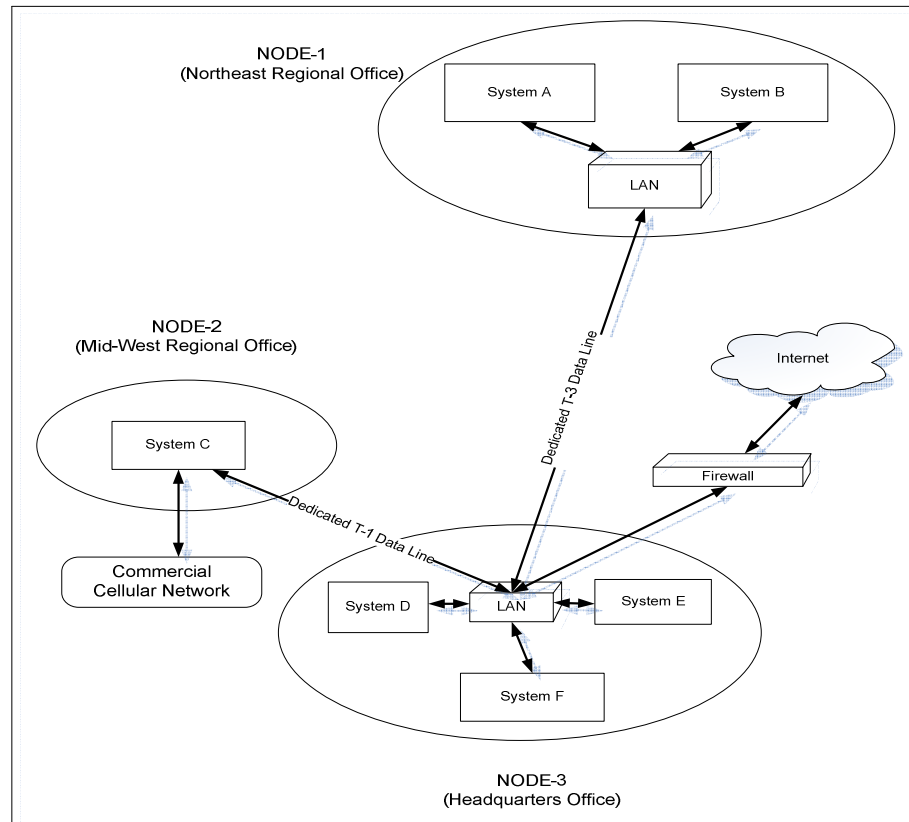 NODE-1
(Northeast Regional Office)
System A
System B
LAN
Dedicated T-3 Data Line
Internet
Firewall
NODE-2
(Mid-West Regional Office)
System C
Dedicated T-1 Data Line
Commercial
Cellular Network
System D
LAN
System E
System F
NODE-3
(Headquarters Office)